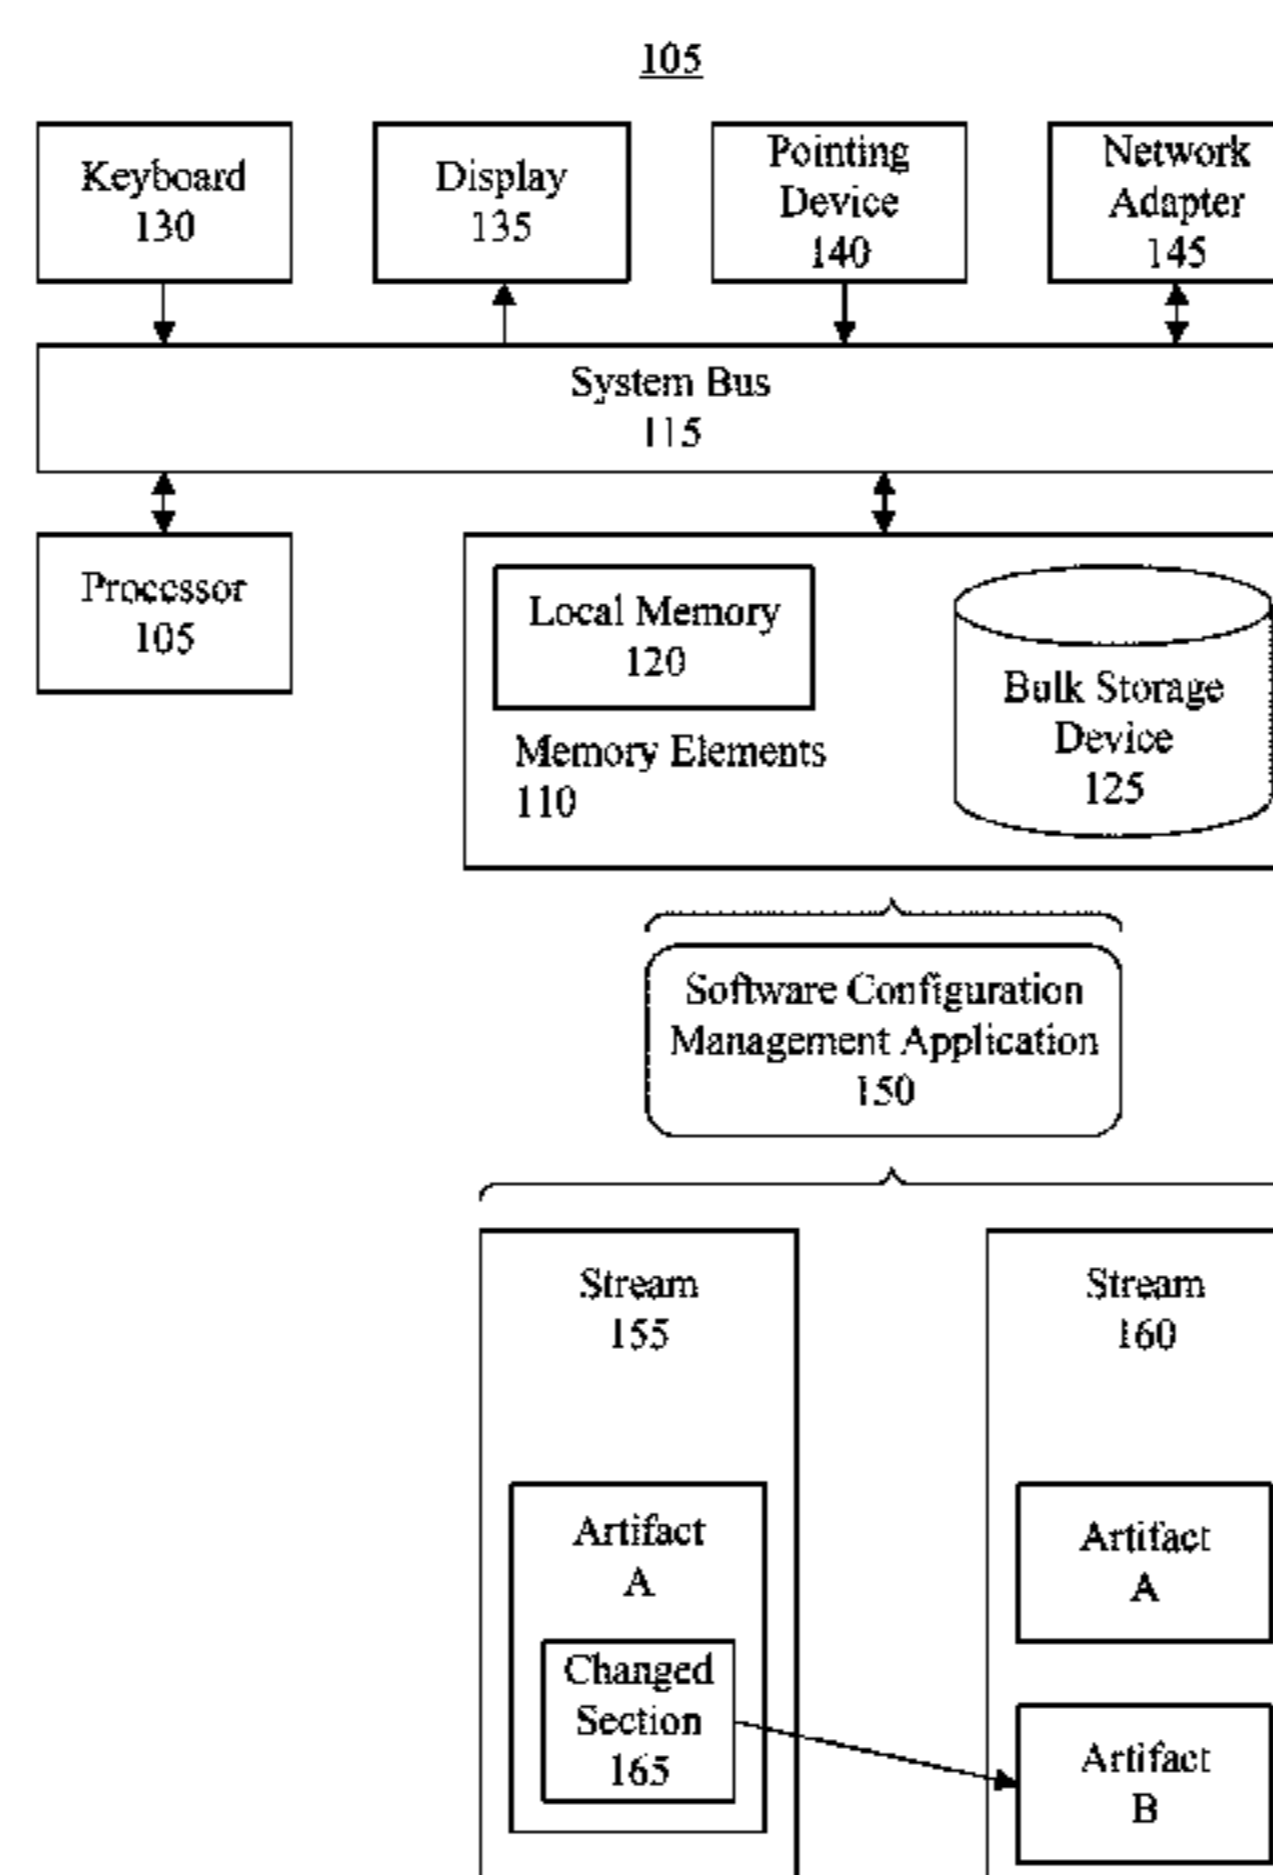 105
Keyboard
130
Display
135
Pointing
Device
140
Network
Adapter
145
System Bus
115
Processor
105
Local Memory
120
Memory Elements
110
Bulk Storage
Device
125
Software Configuration
Management Application
150
Stream
155
Artifact
A
Changed
Section
165
Stream
160
Artifact
A
Artifact
B